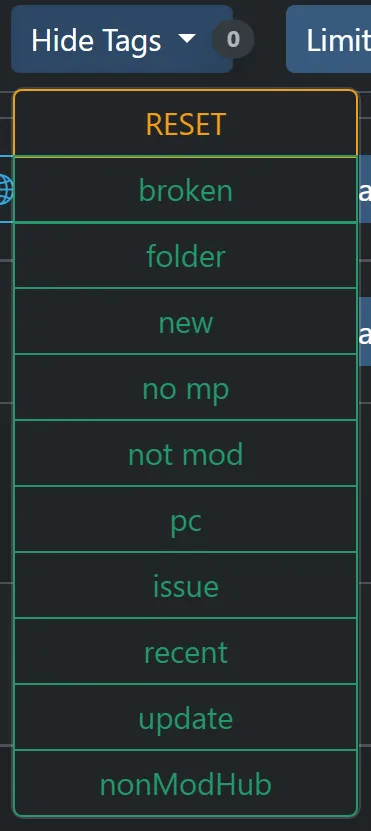 Hide Tags 0 Limit
RESET
broken
a
folder
new
a
no mp
not mod
pc
issue
recent
update
nonModHub